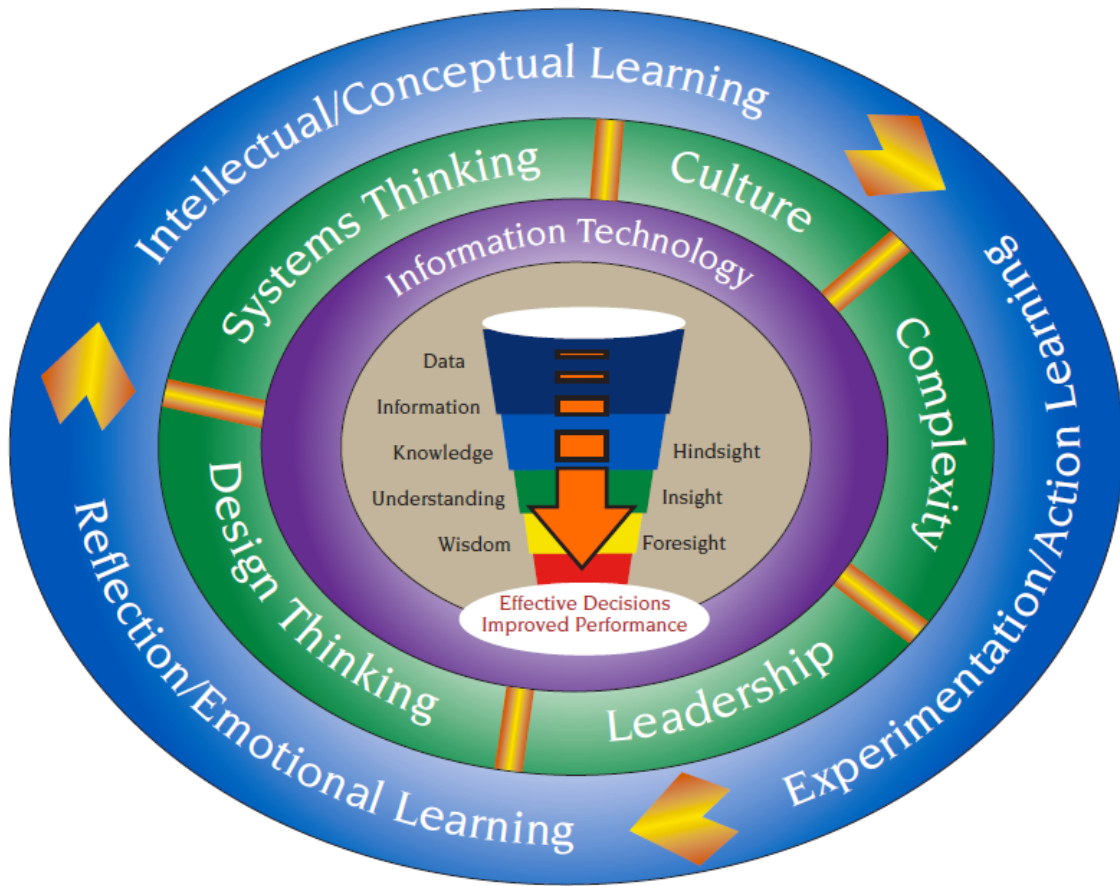 Intellectual/Conceptual Learning
Experimentation/Action Learning
Reflection/Emotional Learning
Systems Thinking
Culture
Complexity
Leadership
Design Thinking
Information Technology
Data
Information
Knowledge
Understanding
Wisdom
Hindsight
Insight
Foresight
Effective Decisions
Improved Performance